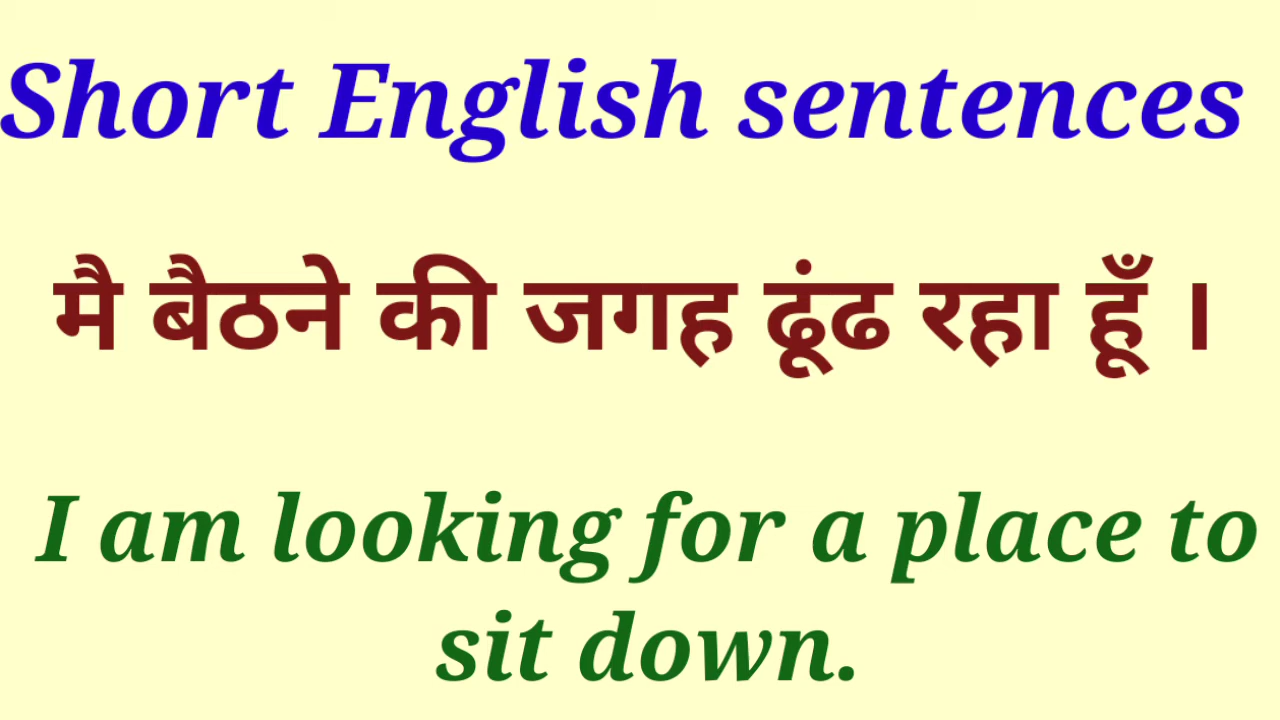 Short English sentences
मै बैठने की जगह ढूंढ रहा हूँ ।
I am looking for a place to
sit down.